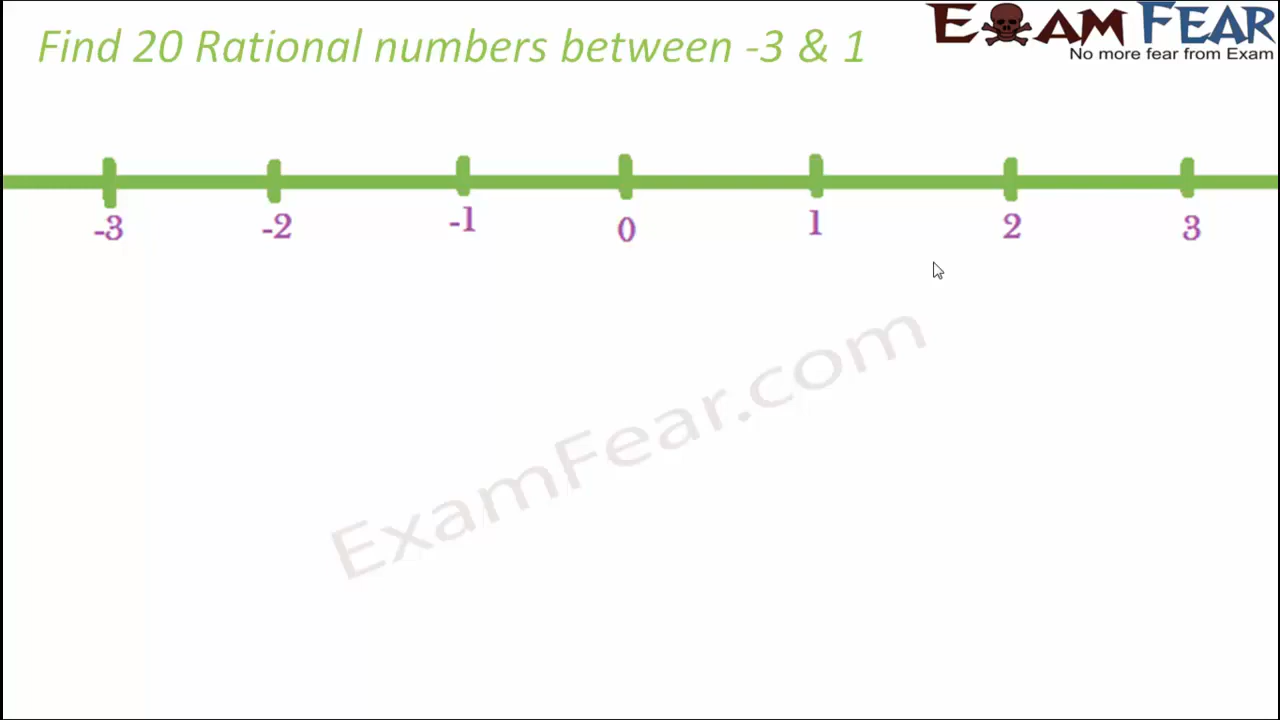 Find 20 Rational numbers between -3 & 1
EXAM FEAR
No more fear from Exam
-3 -2 -1 0 1 2 3
ExamFear.com